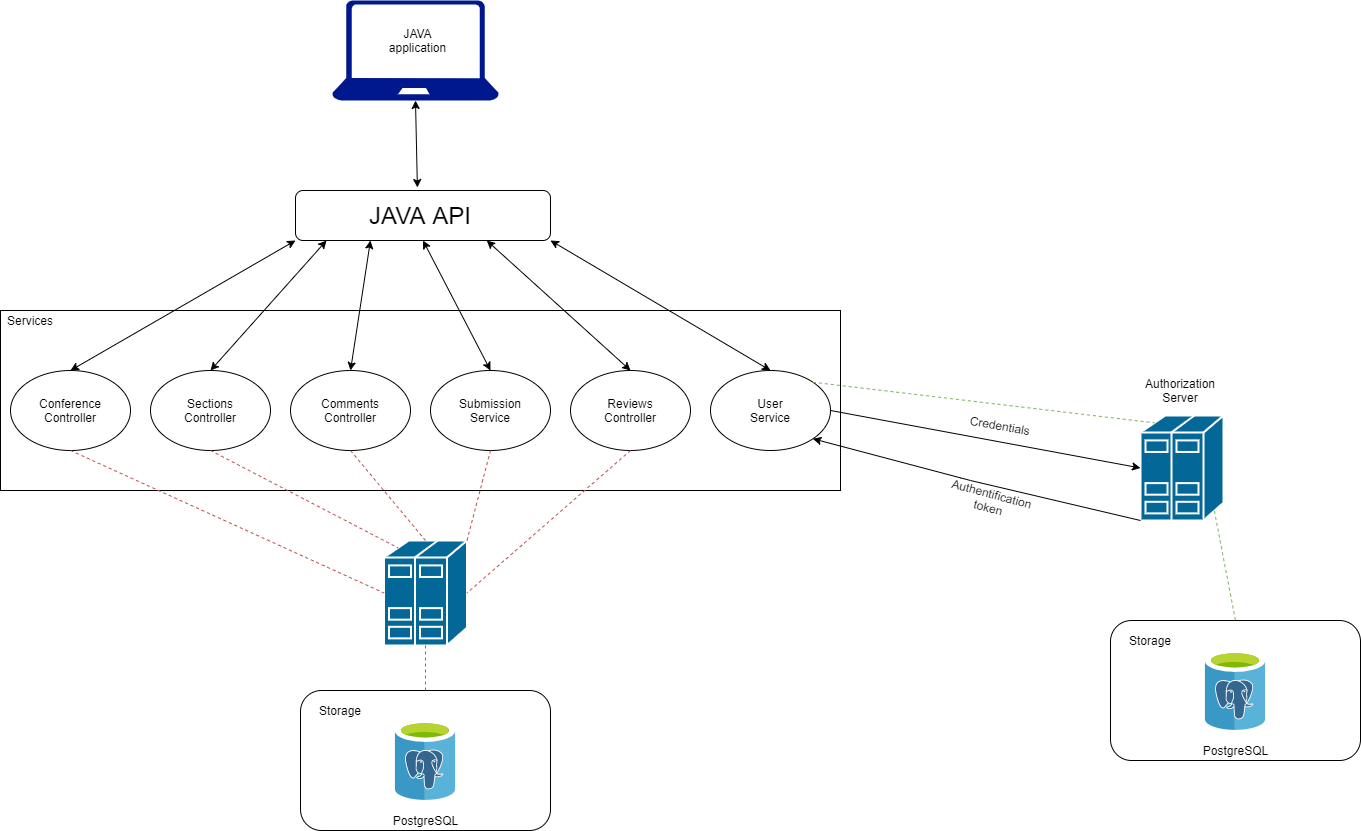 JAVA
application
JAVA API
Services
Conference
Controller
Sections
Controller
Comments
Controller
Submission
Service
Reviews
Controller
User
Service
Authorization
Server
Credentials
Authentification
token
Storage
PostgreSQL
Storage
PostgreSQL